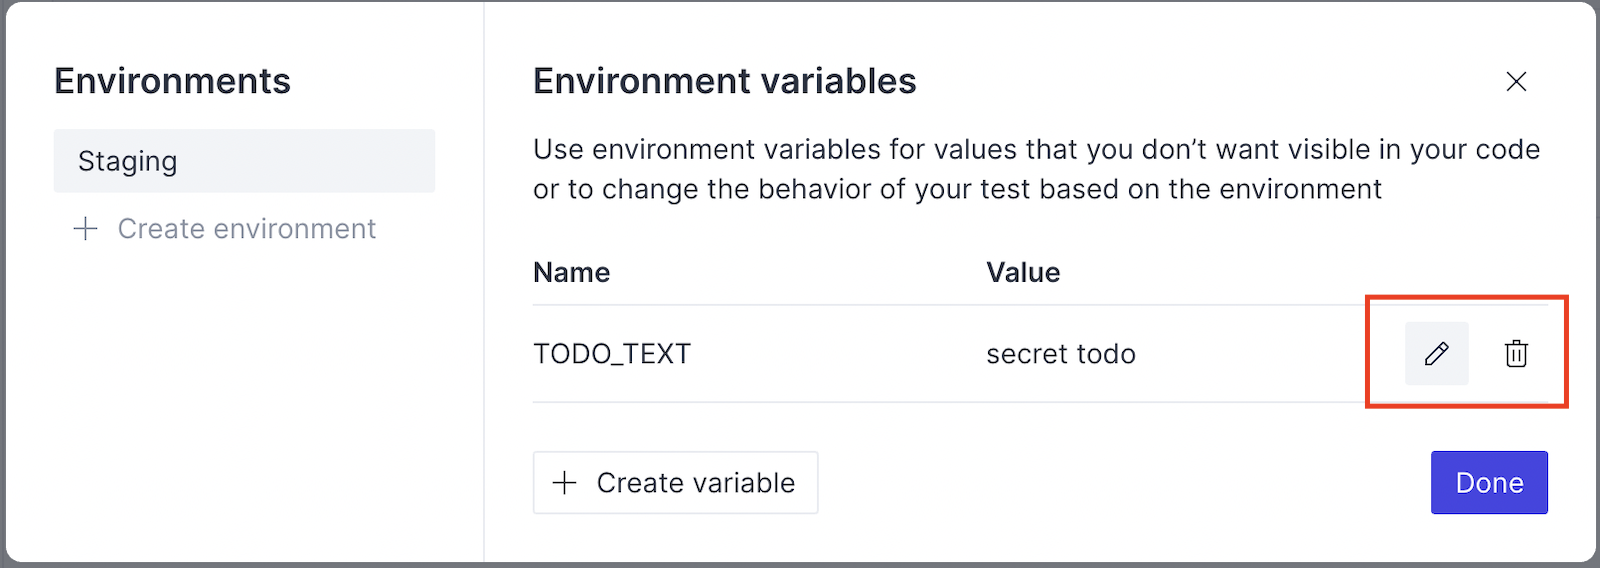 Environments
Staging
Create environment
Environment variables
Use environment variables for values that you don’t want visible in your code
or to change the behavior of your test based on the environment
Name Value
TODO_TEXT secret todo
Create variable
Done